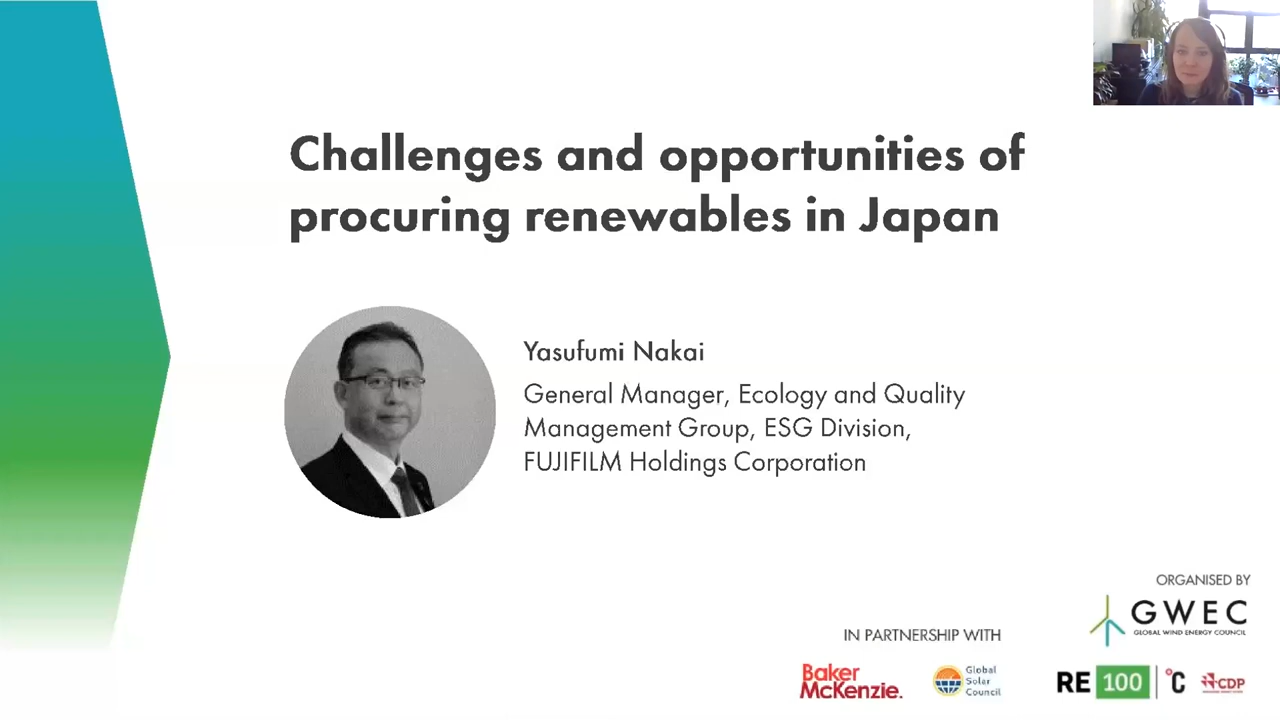 Challenges and opportunities of
procuring renewables in Japan
Yasufumi Nakai
General Manager, Ecology and Quality
Management Group, ESG Division,
FUJIFILM Holdings Corporation
ORGANISED BY
GWEC
GLOBAL WIND ENERGY COUNCIL
IN PARTNERSHIP WITH
Baker
McKenzie.
Global
Solar
Council
RE 100
°C
CDP